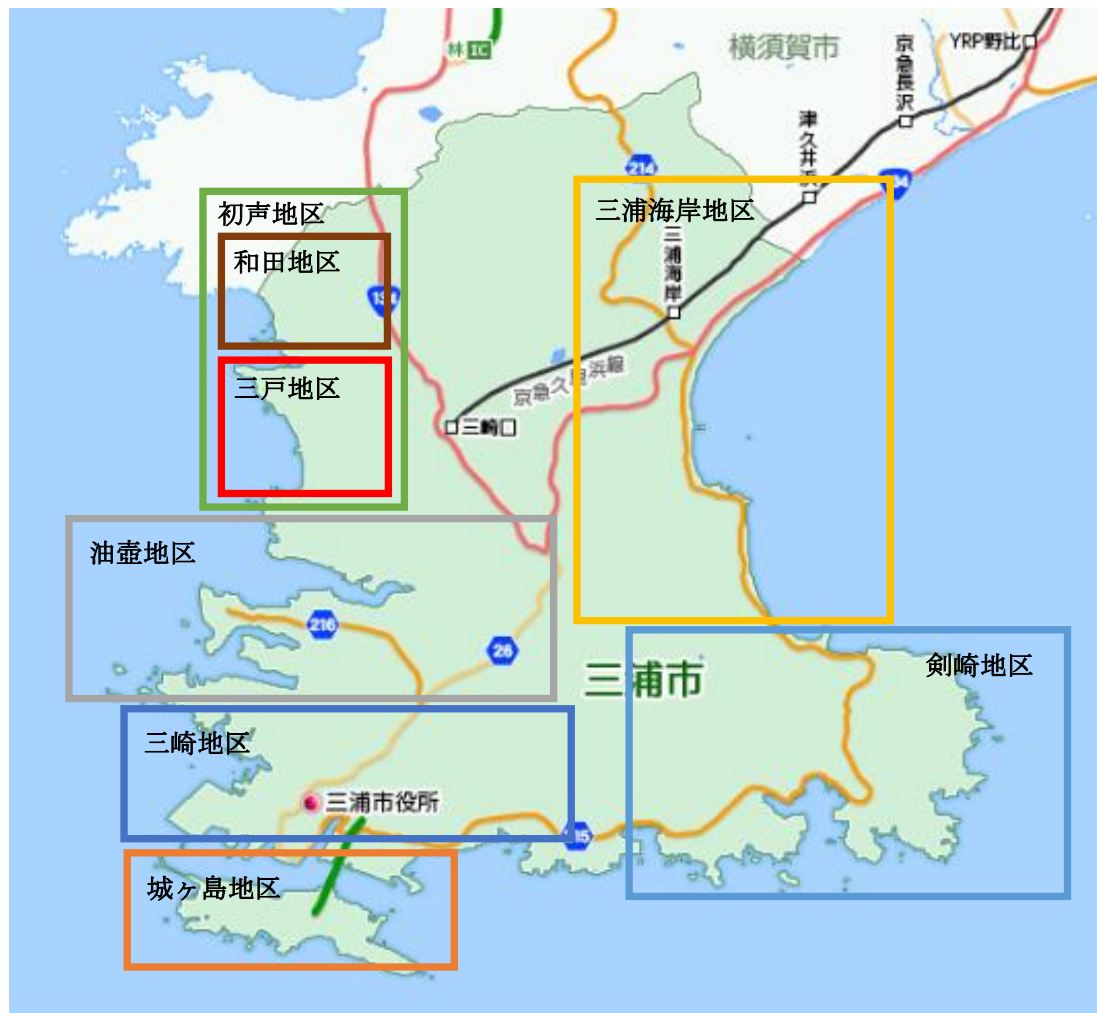 林 IC
横須賀市
YRP野比
京急長沢
津久井浜
214
134
初声地区
三浦海岸地区
和田地区
三浦海岸
134
三戸地区
京急久里浜線
三崎口
油壺地区
216
26
三浦市
剣崎地区
三崎地区
三浦市役所
215
城ヶ島地区